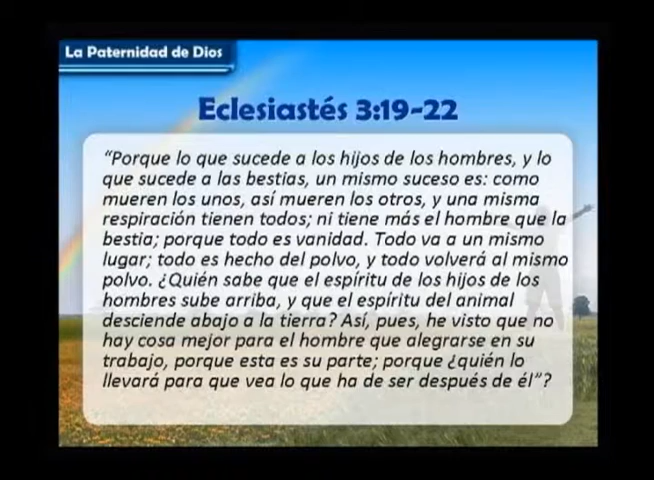 La Paternidad de Dios
Eclesiastés 3:19-22
“Porque lo que sucede a los hijos de los hombres, y lo
que sucede a las bestias, un mismo suceso es: como
mueren los unos, así mueren los otros, y una misma
respiración tienen todos; ni tiene más el hombre que la
bestia; porque todo es vanidad. Todo va a un mismo
lugar; todo es hecho del polvo, y todo volverá al mismo
polvo. ¿Quién sabe que el espíritu de los hijos de los
hombres sube arriba, y que el espíritu del animal
desciende abajo a la tierra? Así, pues, he visto que no
hay cosa mejor para el hombre que alegrarse en su
trabajo, porque esta es su parte; porque ¿quién lo
llevará para que vea lo que ha de ser después de él”?